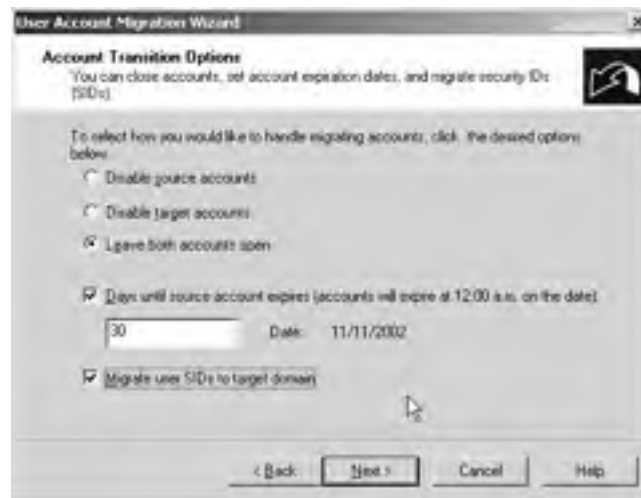 User Account Migration Wizard
Account Transition Options
You can close accounts, set account expiration dates, and migrate security IDs
(SIDs).
To select how you would like to handle migrating accounts, click the desired options
below.
Disable source accounts
Disable target accounts
Leave both accounts open
Days until source account expires (accounts will expire at 12:00 a.m. on the date)
30 Date: 11/11/2002
Migrate user SIDs to target domain
< Back Next > Cancel Help